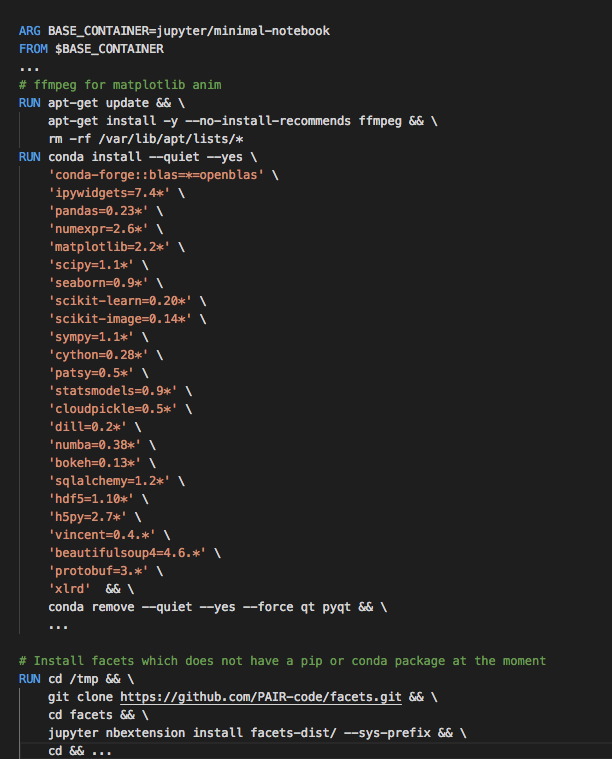 ARG BASE_CONTAINER=jupyter/minimal-notebook
FROM $BASE_CONTAINER
...
# ffmpeg for matplotlib anim
RUN apt-get update && \
    apt-get install -y --no-install-recommends ffmpeg && \
    rm -rf /var/lib/apt/lists/*
RUN conda install --quiet --yes \
    'conda-forge::blas=*=openblas' \
    'ipywidgets=7.4*' \
    'pandas=0.23*' \
    'numexpr=2.6*' \
    'matplotlib=2.2*' \
    'scipy=1.1*' \
    'seaborn=0.9*' \
    'scikit-learn=0.20*' \
    'scikit-image=0.14*' \
    'sympy=1.1*' \
    'cython=0.28*' \
    'patsy=0.5*' \
    'statsmodels=0.9*' \
    'cloudpickle=0.5*' \
    'dill=0.2*' \
    'numba=0.38*' \
    'bokeh=0.13*' \
    'sqlalchemy=1.2*' \
    'hdf5=1.10*' \
    'h5py=2.7*' \
    'vincent=0.4.*' \
    'beautifulsoup4=4.6.*' \
    'protobuf=3.*' \
    'xlrd'  && \
    conda remove --quiet --yes --force qt pyqt && \
    ...
# Install facets which does not have a pip or conda package at the moment
RUN cd /tmp && \
    git clone https://github.com/PAIR-code/facets.git && \
    cd facets && \
    jupyter nbextension install facets-dist/ --sys-prefix && \
    cd && ...